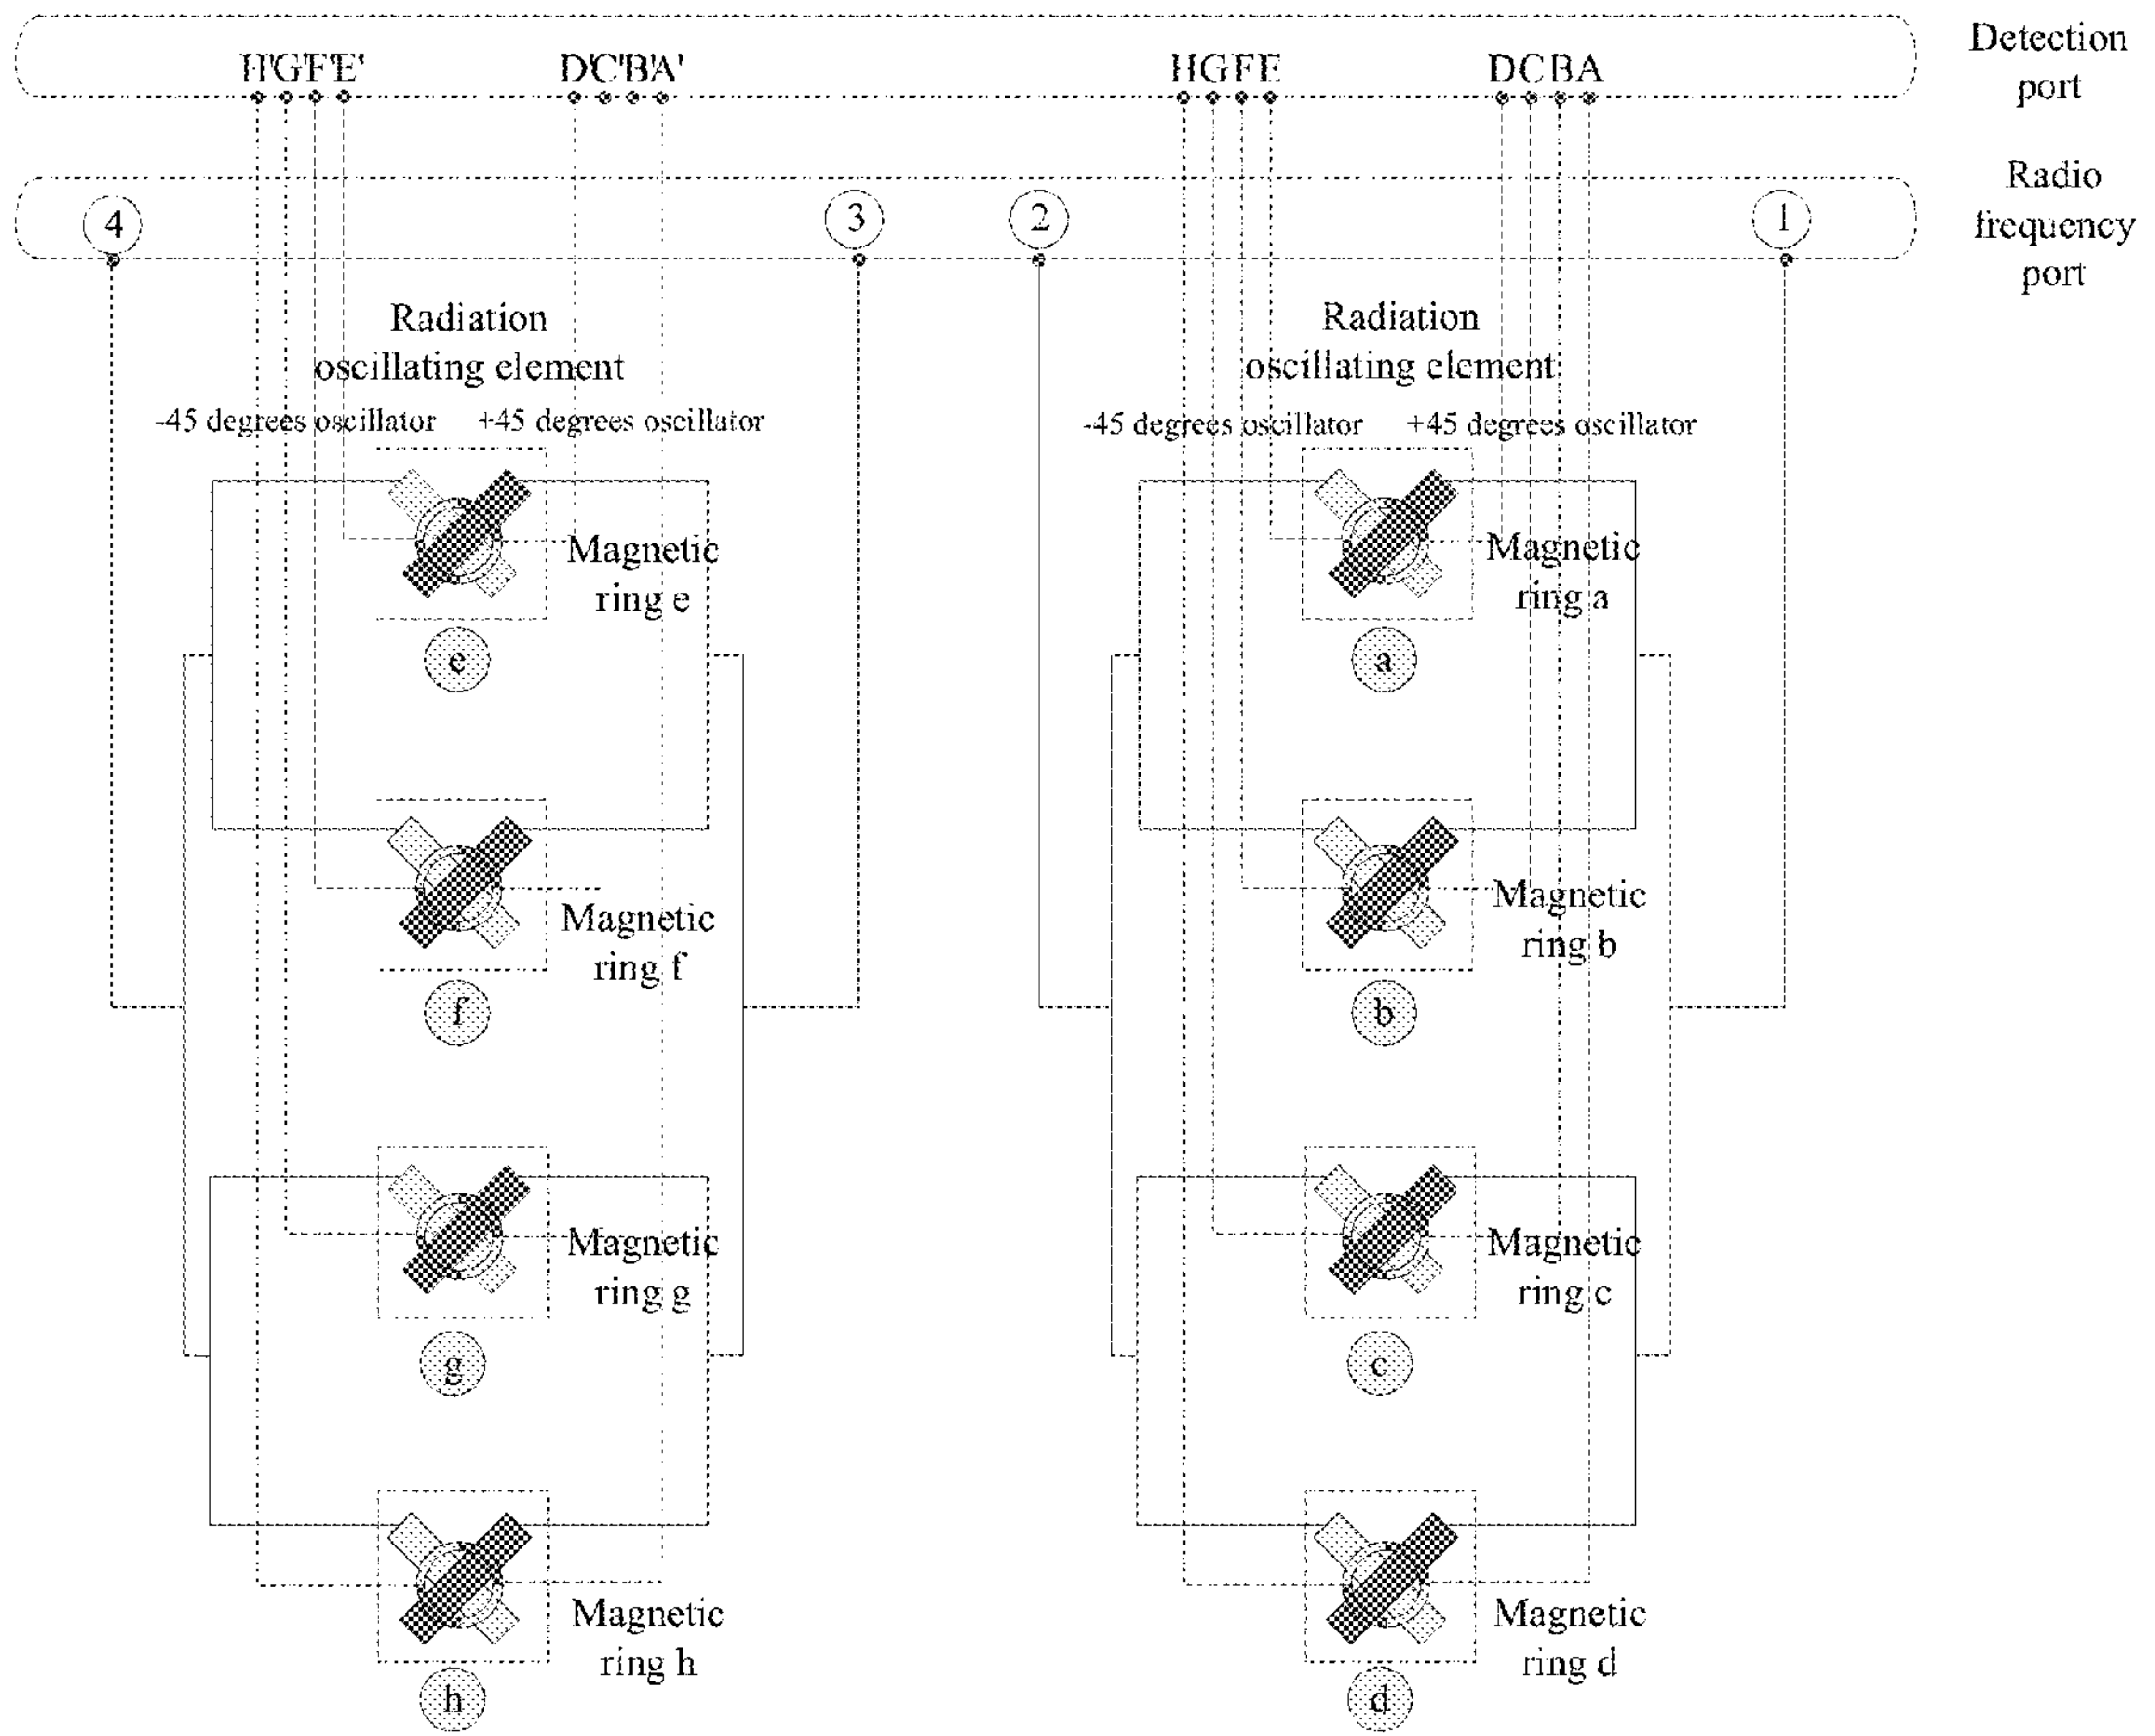 H'G'F'E' D'C'B'A' HGFE DCBA
Detection
port
4 3 2 1
Radio
frequency
port
Radiation
oscillating element
-45 degrees oscillator +45 degrees oscillator
Radiation
oscillating element
-45 degrees oscillator +45 degrees oscillator
Magnetic
ring e
e
Magnetic
ring a
a
Magnetic
ring f
f
Magnetic
ring b
b
Magnetic
ring g
g
Magnetic
ring c
c
Magnetic
ring h
h
Magnetic
ring d
d